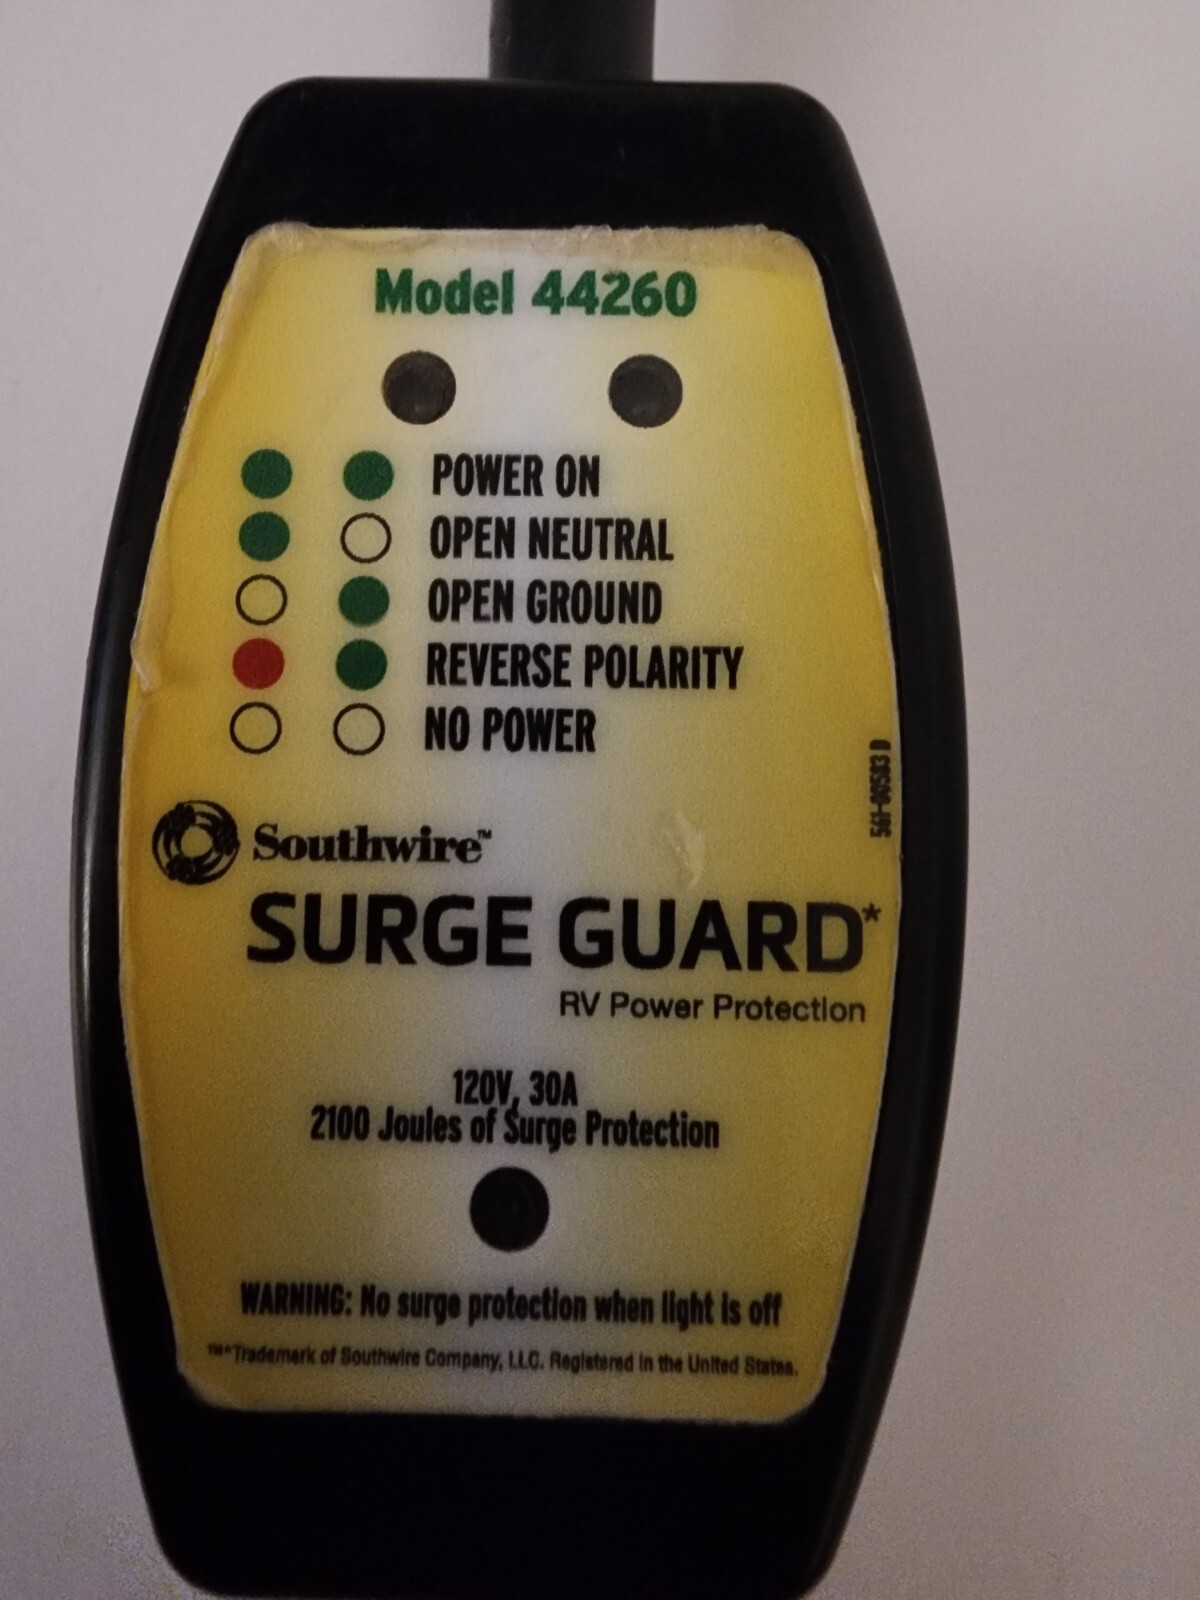 Model 44260
POWER ON
OPEN NEUTRAL
OPEN GROUND
REVERSE POLARITY
NO POWER
561-00583 D
Southwire™
SURGE GUARD*
RV Power Protection
120V, 30A
2100 Joules of Surge Protection
WARNING: No surge protection when light is off
™*Trademark of Southwire Company, LLC. Registered in the United States.